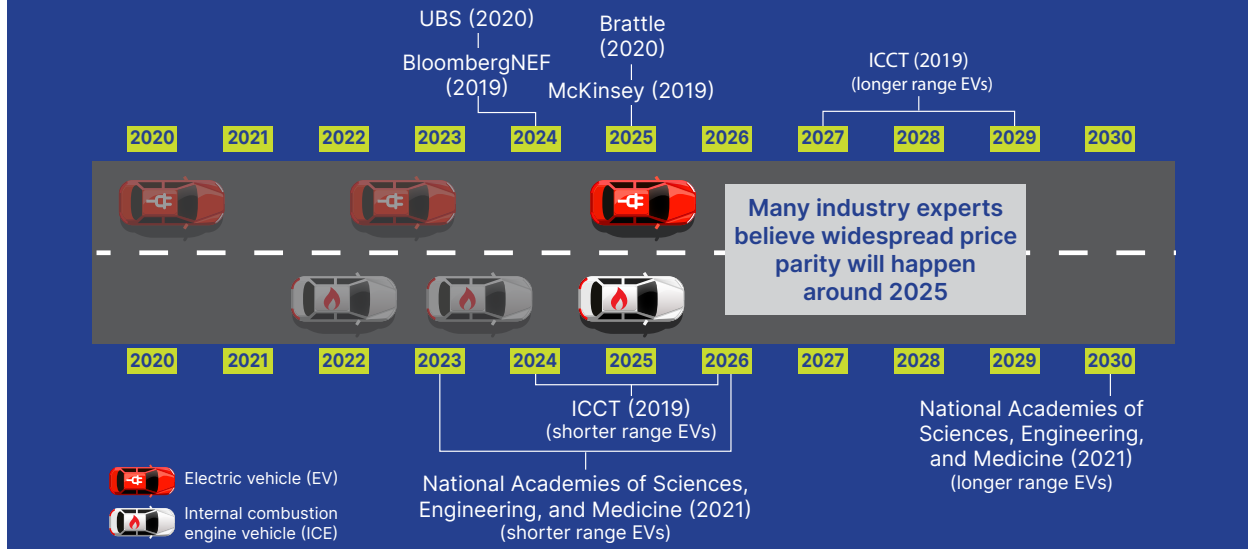 UBS (2020)
BloombergNEF
(2019)
Brattle
(2020)
McKinsey (2019)
ICCT (2019)
(longer range EVs)
2020 2021 2022 2023 2024 2025 2026 2027 2028 2029 2030
Many industry experts
believe widespread price
parity will happen
around 2025
2020 2021 2022 2023 2024 2025 2026 2027 2028 2029 2030
ICCT (2019)
(shorter range EVs)
National Academies of
Sciences, Engineering,
and Medicine (2021)
(longer range EVs)
National Academies of Sciences,
Engineering, and Medicine (2021)
(shorter range EVs)
Electric vehicle (EV)
Internal combustion
engine vehicle (ICE)